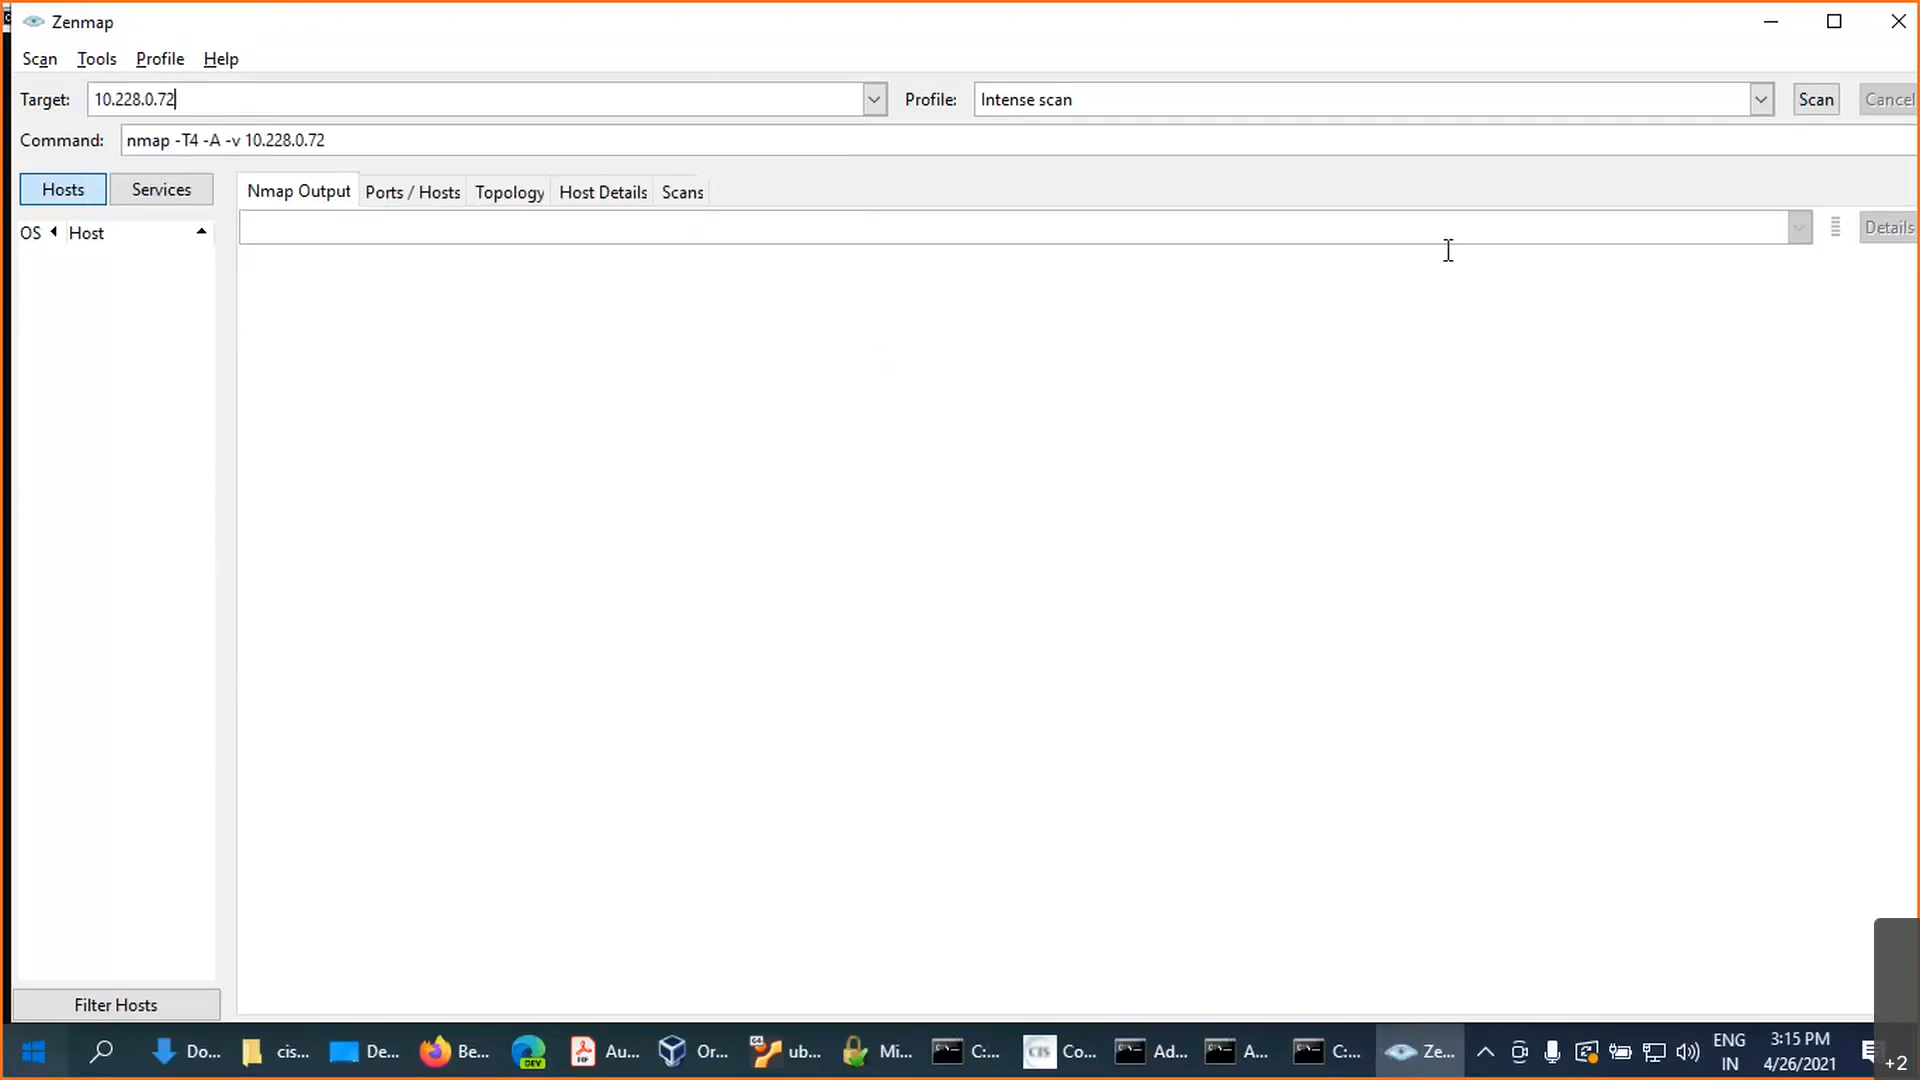 Zenmap
Scan Tools Profile Help
Target: 10.228.0.72 Profile: Intense scan Scan Cancel
Command: nmap -T4 -A -v 10.228.0.72
Hosts Services Nmap Output Ports / Hosts Topology Host Details Scans
Details
OS Host
Filter Hosts
Do... cis... De... Be... DEV Au... Or... 64 ub... Mi... C:... CIS Co... Ad... A... C:... Ze... ENG 3:15 PM
IN 4/26/2021 +2